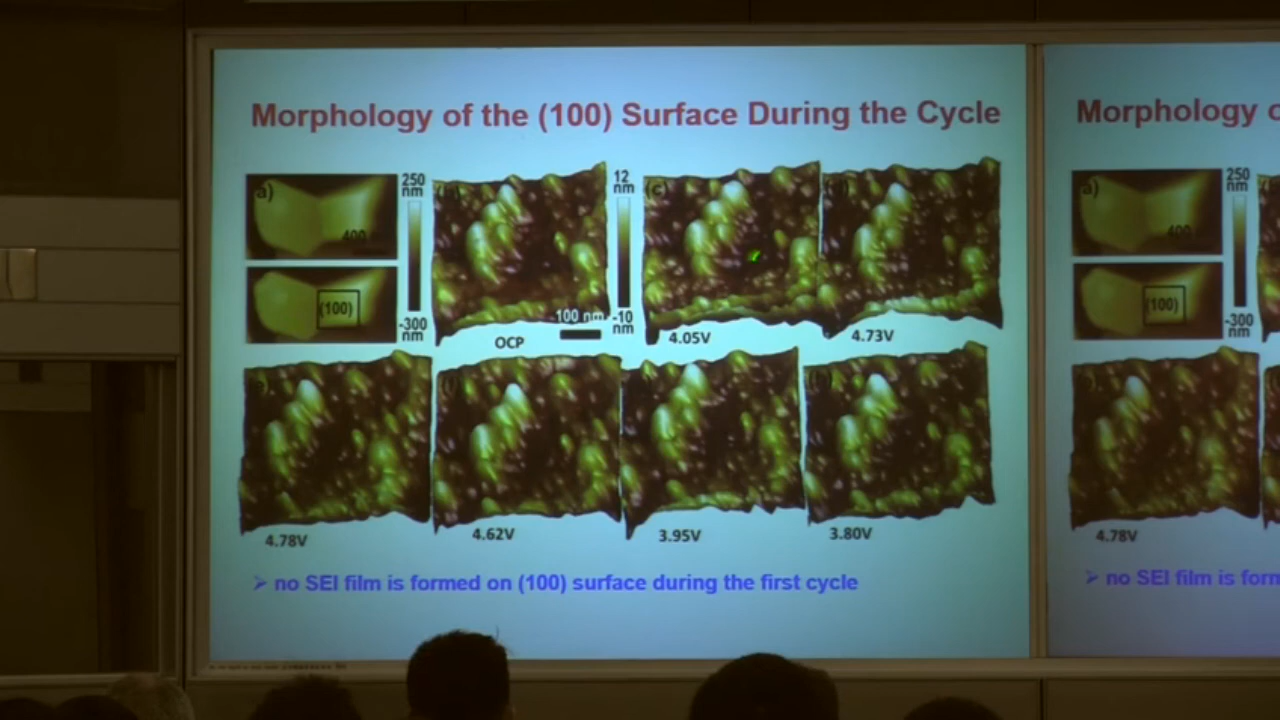 Morphology of the (100) Surface During the Cycle
a)
400
250
nm
-300
nm
(100)
12
nm
-10
nm
-100 nm
OCP
(c)
4.05V
4.73V
4.78V
4.62V
3.95V
3.80V
➢ no SEI film is formed on (100) surface during the first cycle
Morphology o
a)
400
250
nm
-300
nm
(100)
4.78V
➢ no SEI film is form